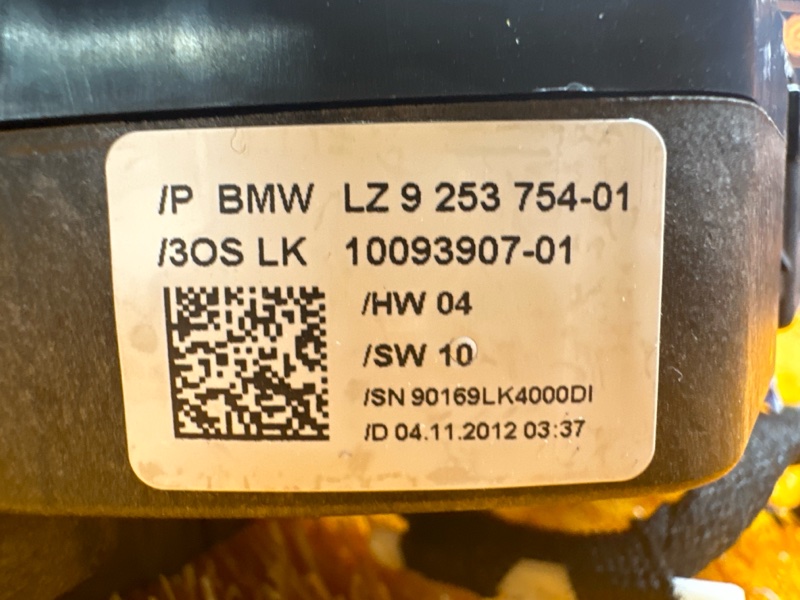 /P BMW LZ 9 253 754-01
/3OS LK 10093907-01
/HW 04
/SW 10
/SN 90169LK4000DI
/D 04.11.2012 03:37